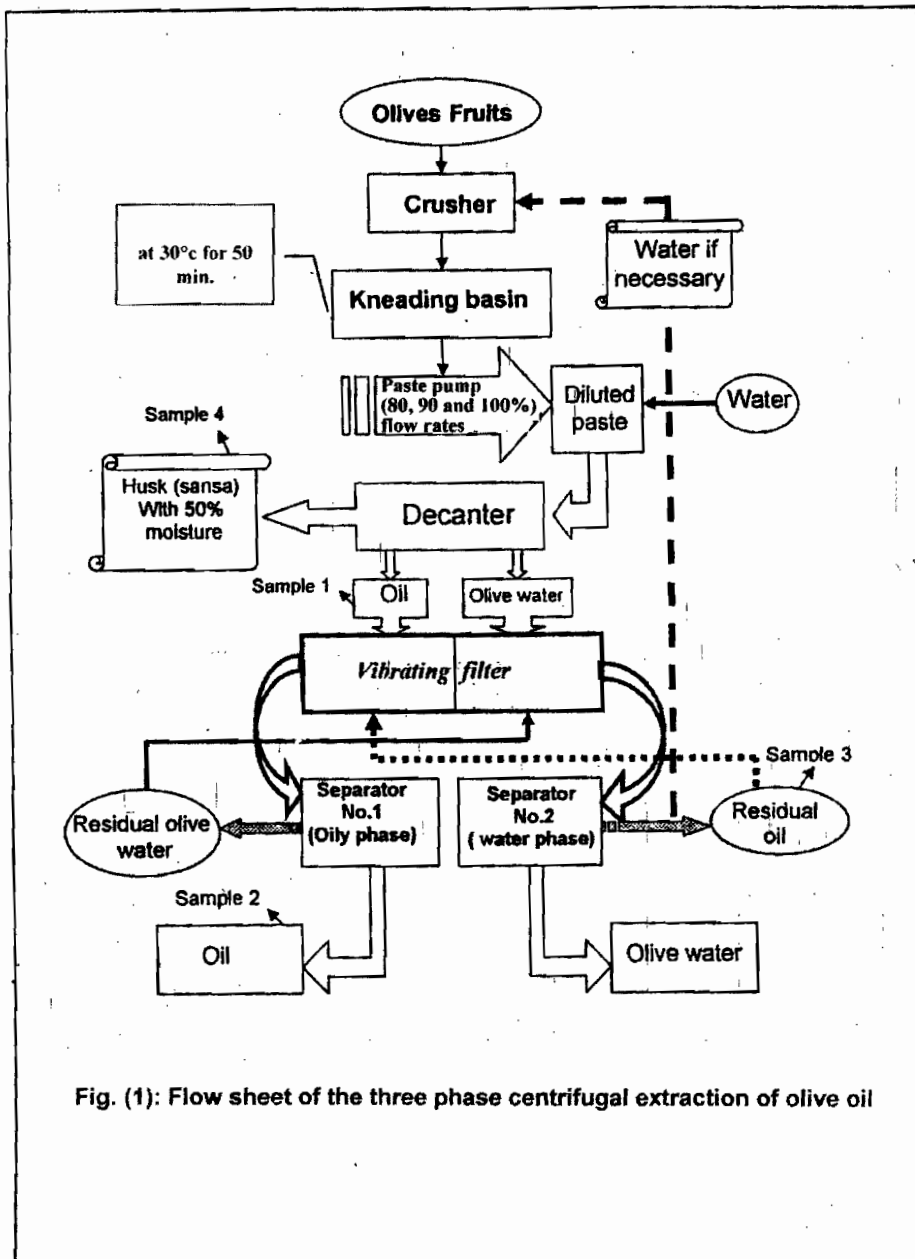 Olives Fruits
Crusher
at 30°c for 50
min.
Water if
necessary
Kneading basin
Paste pump
(80, 90 and 100%)
flow rates
Diluted
paste
Water
Sample 4
Husk (sansa)
With 50%
moisture
Decanter
Sample 1
Oil
Olive water
Vibrating filter
Sample 3
Separator
No.1
(Oily phase)
Separator
No.2
( water phase)
Residual olive
water
Residual
oil
Sample 2
Oil
Olive water
Fig. (1): Flow sheet of the three phase centrifugal extraction of olive oil